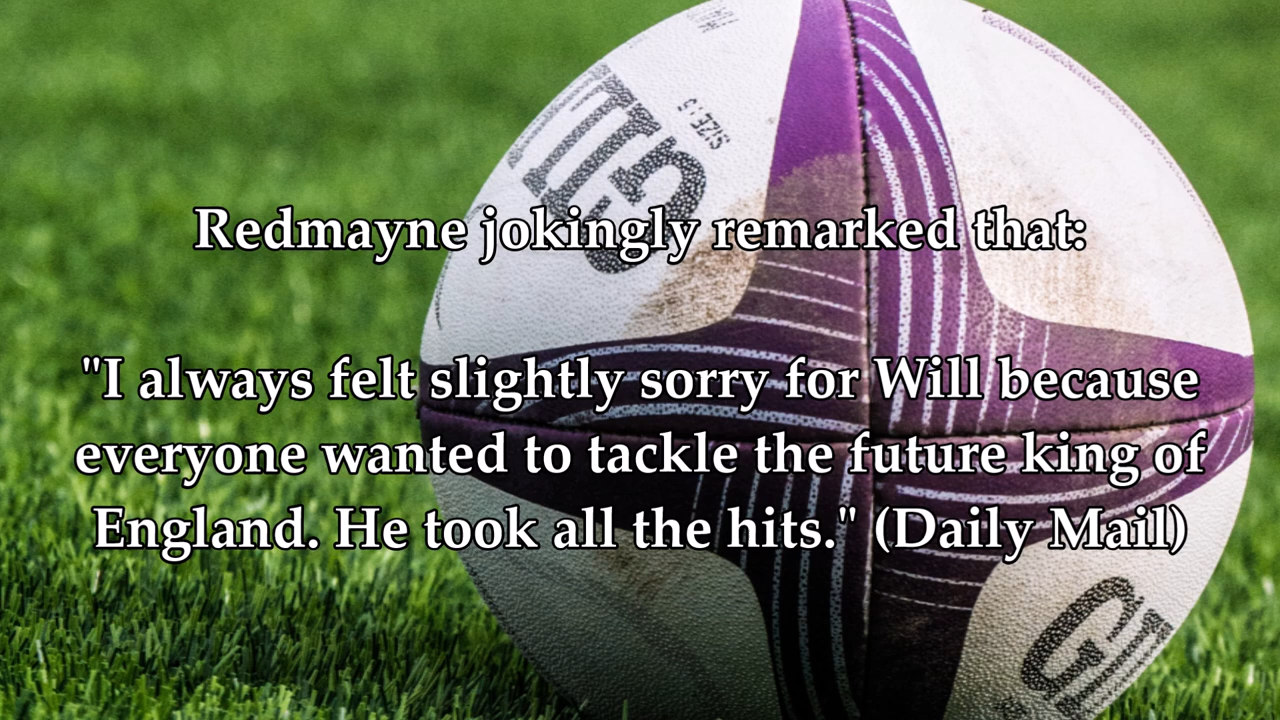 SIZE : 5
Redmayne jokingly remarked that:
"I always felt slightly sorry for Will because
everyone wanted to tackle the future king of
England. He took all the hits." (Daily Mail)